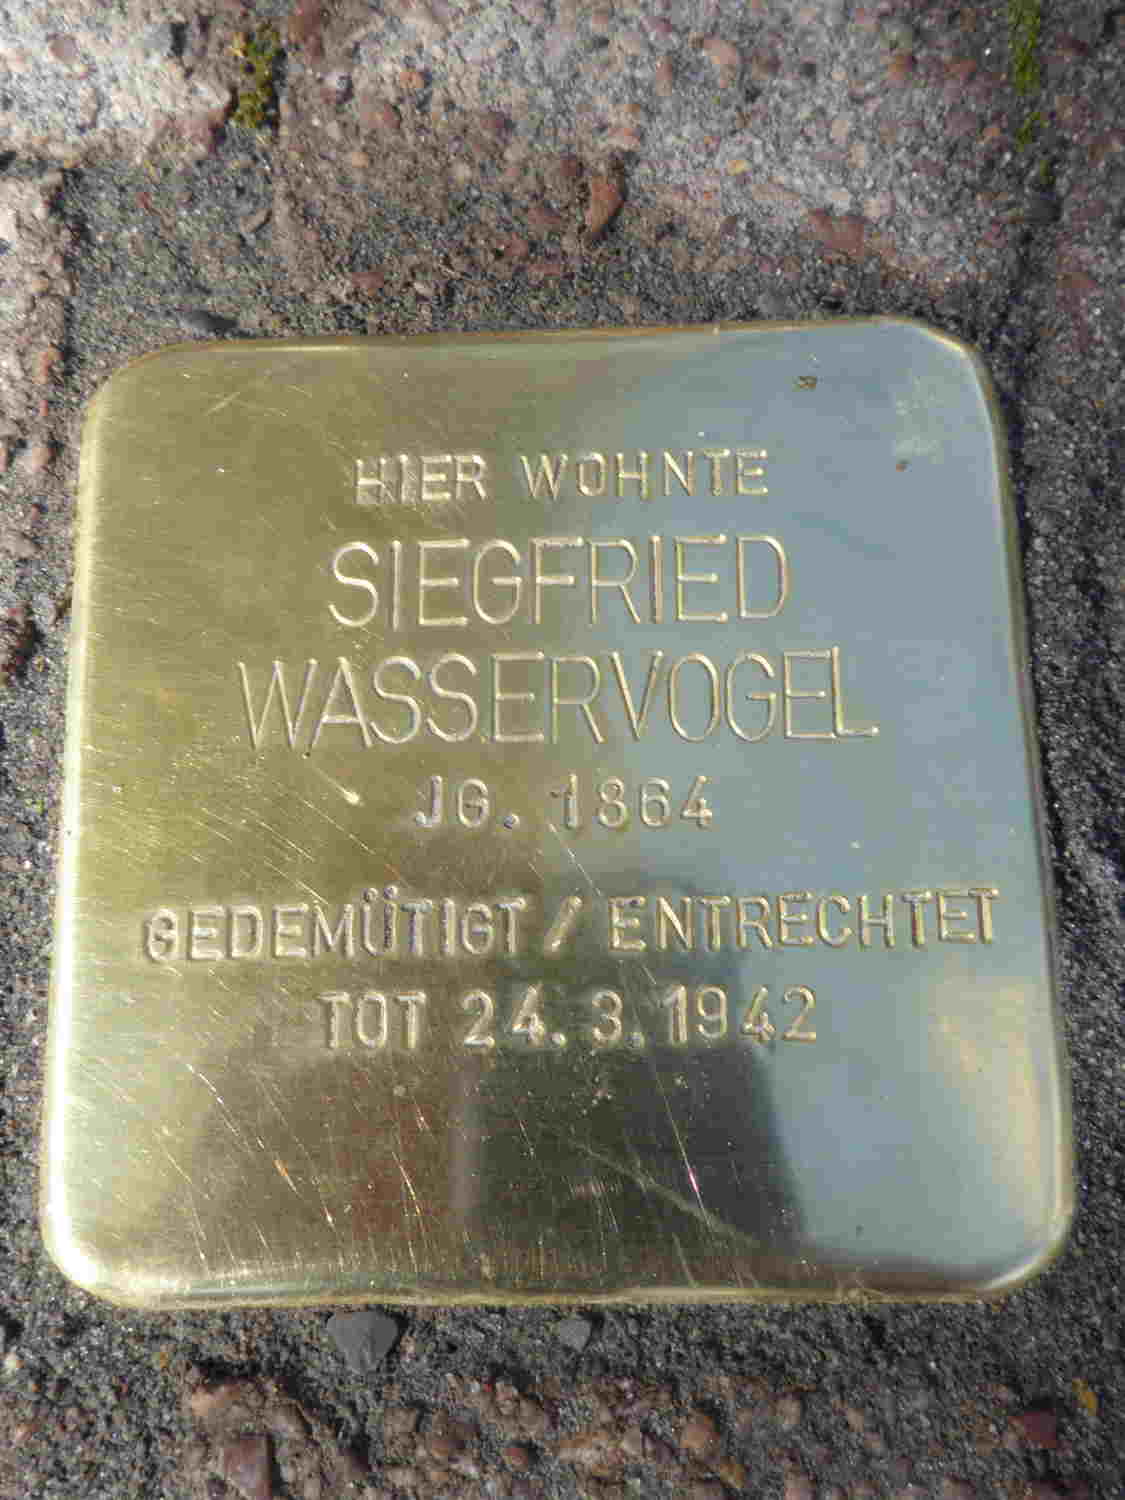 HIER WOHNTE
SIEGFRIED
WASSERVOGEL
JG. 1864
GEDEMÜTIGT / ENTRECHTET
TOT 24.3.1942